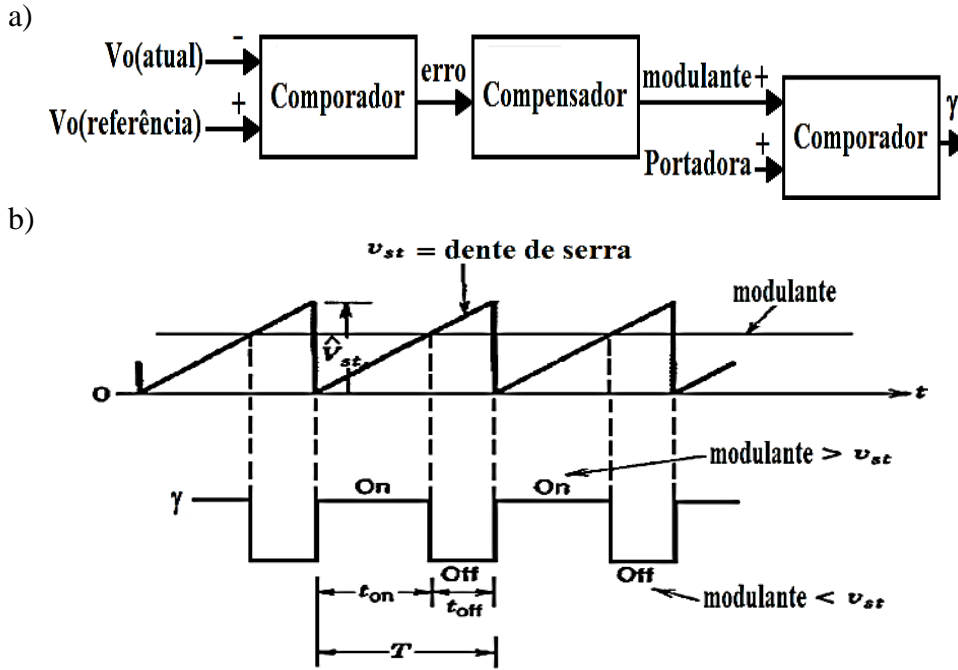 a)
Vo(atual)
-
Vo(referência)
+
Comporador
erro
Compensador
modulante+
Portadora
+
Comporador
γ
b)
v_st = dente de serra
modulante
V̂_st
0
t
modulante > v_st
γ
On
On
Off
Off
t_on
t_off
modulante < v_st
T